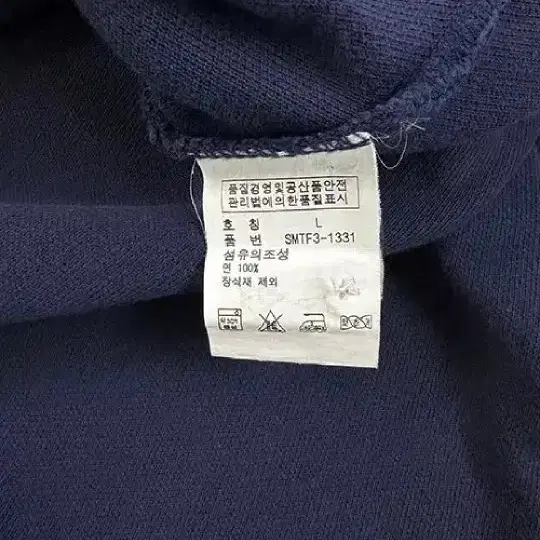 품질경영및공산품안전
관리법에의한품질표시
호 칭 L
품 번 SMTF3-1331
섬유의조성
면 100%
장식재 제외